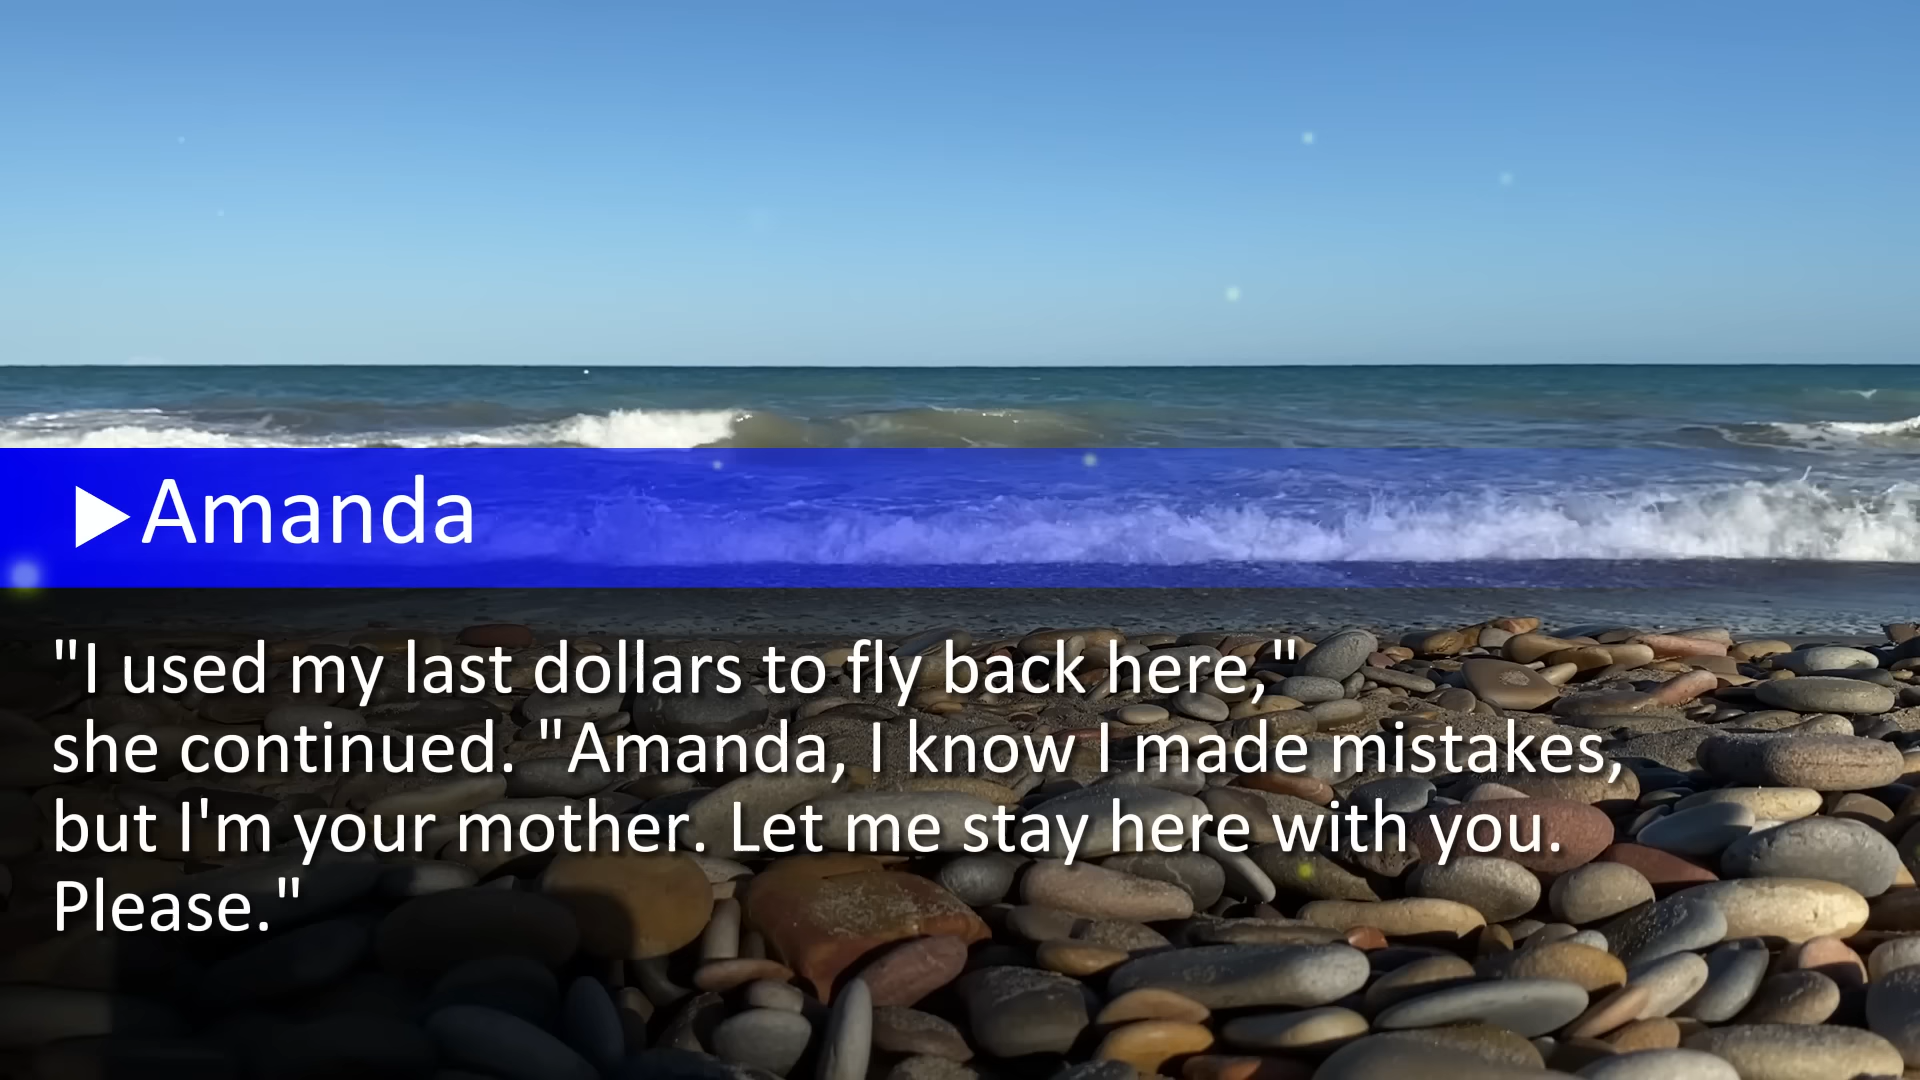 Amanda
"I used my last dollars to fly back here,"
she continued. "Amanda, I know I made mistakes,
but I'm your mother. Let me stay here with you.
Please."